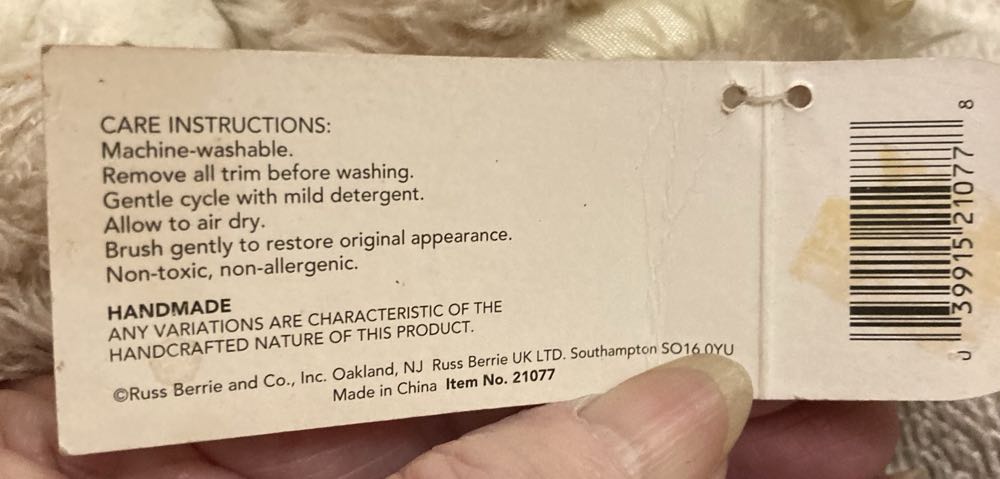 CARE INSTRUCTIONS:
Machine-washable.
Remove all trim before washing.
Gentle cycle with mild detergent.
Allow to air dry.
Brush gently to restore original appearance.
Non-toxic, non-allergenic.
HANDMADE
ANY VARIATIONS ARE CHARACTERISTIC OF THE
HANDCRAFTED NATURE OF THIS PRODUCT.
©Russ Berrie and Co., Inc. Oakland, NJ Russ Berrie UK LTD. Southampton SO16 0YU
Made in China Item No. 21077
0 39915 21077 8